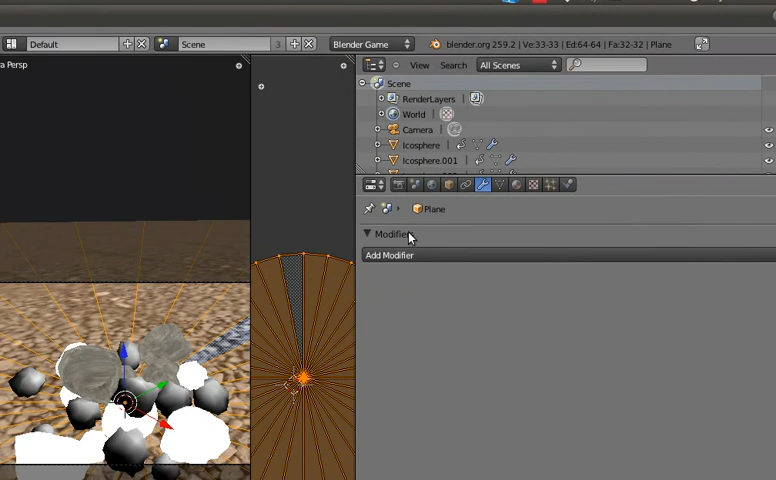 Default
Scene
3
Blender Game
blender.org 259.2 | Ve:33-33 | Ed:64-64 | Fa:32-32 | Plane
a Persp
View
Search
All Scenes
Scene
RenderLayers
World
Camera
Icosphere
Icosphere.001
Plane
Modifiers
Add Modifier